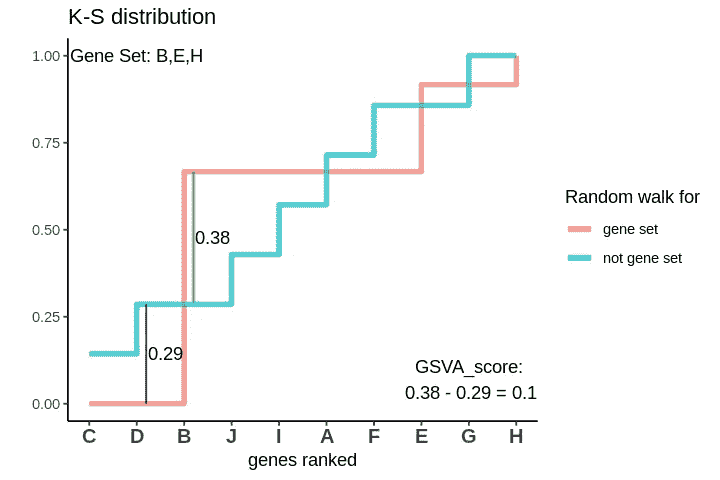 K-S distribution
1.00
Gene Set: B,E,H
0.75
Random walk for
gene set
0.50
0.38
not gene set
0.25
0.29
GSVA_score:
0.38 - 0.29 = 0.1
0.00
C D B J I A F E G H
genes ranked